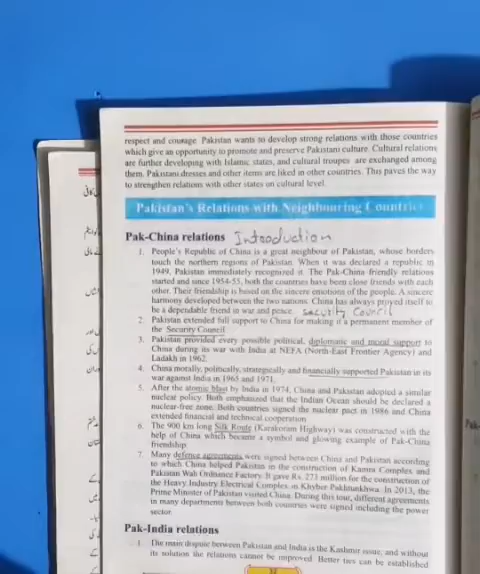 respect and courage. Pakistan wants to develop strong relations with those countries
which give an opportunity to promote and preserve Pakistani culture. Cultural relations
are further developing with Islamic states, and cultural troupes are exchanged among
them. Pakistani dresses and other items are liked in other countries. This paves the way
to strengthen relations with other states on cultural level.
Pakistan's Relations with Neighbouring Countries
Pak-China relations Introduction
1. People's Republic of China is a great neighbour of Pakistan, whose borders
touch the northern regions of Pakistan. When it was declared a republic in
1949, Pakistan immediately recognized it. The Pak-China friendly relations
started and since 1954-55, both the countries have been close friends with each
other. Their friendship is based on the sincere emotions of the people. A sincere
harmony developed between the two nations. China has always proved itself to
be a dependable friend in war and peace. security Council
2. Pakistan extended full support to China for making it a permanent member of
the Security Council.
3. Pakistan provided every possible political, diplomatic and moral support to
China during its war with India at NEFA (North-East Frontier Agency) and
Ladakh in 1962.
4. China morally, politically, strategically and financially supported Pakistan in its
war against India in 1965 and 1971.
5. After the atomic blast by India in 1974, China and Pakistan adopted a similar
nuclear policy. Both emphasised that the Indian Ocean should be declared a
nuclear-free zone. Both countries signed the nuclear pact in 1986 and China
extended financial and technical cooperation.
6. The 900 km long Silk Route (Karakoram Highway) was constructed with the
help of China which became a symbol and glowing example of Pak-China
friendship.
7. Many defense agreements were signed between China and Pakistan according
to which China helped Pakistan in the construction of Kamra Complex and
Pakistan Wah Ordnance Factory. It gave Rs. 273 million for the construction of
the Heavy Industry Electrical Complex in Khyber Pakhtunkhwa. In 2013, the
Prime Minister of Pakistan visited China. During this tour, different agreements
in many departments between both countries were signed including the power
sector.
Pak-India relations
1. The main dispute between Pakistan and India is the Kashmir issue, and without
its solution the relations cannot be improved. Better ties can be established